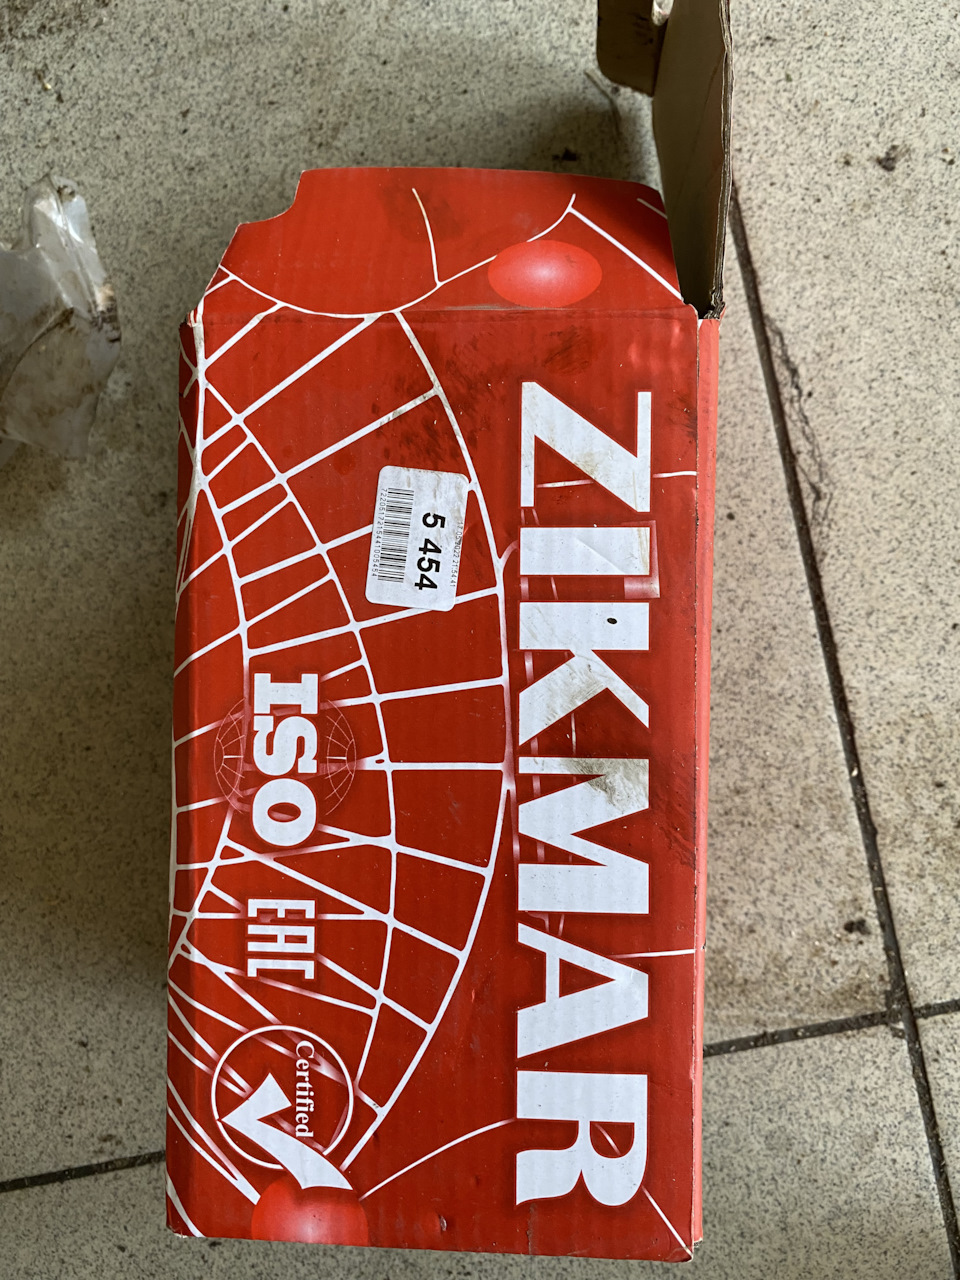 ZIKMAR
5 454
ISO
EAC
Certified